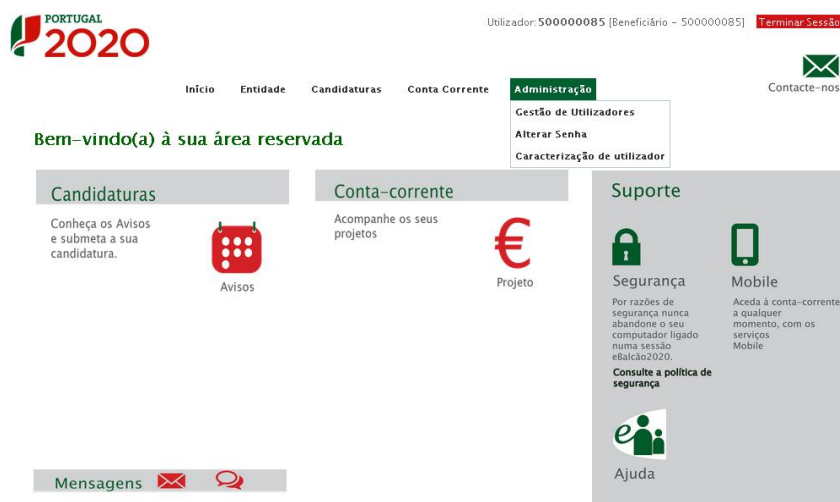 PORTUGAL
2020
Utilizador: 500000085 [Beneficiário - 500000085] Terminar Sessão
Contacte-nos
Início Entidade Candidaturas Conta Corrente Administração
Gestão de Utilizadores
Alterar Senha
Caracterização de utilizador
Bem-vindo(a) à sua área reservada
Candidaturas
Conheça os Avisos
e submeta a sua
candidatura.
Avisos
Conta-corrente
Acompanhe os seus
projetos
€
Projeto
Suporte
Segurança
Por razões de
segurança nunca
abandone o seu
computador ligado
numa sessão
eBalcão2020.
Consulte a política de
segurança
Mobile
Aceda à conta-corrente
a qualquer
momento, com os
serviços
Mobile
e
Ajuda
Mensagens